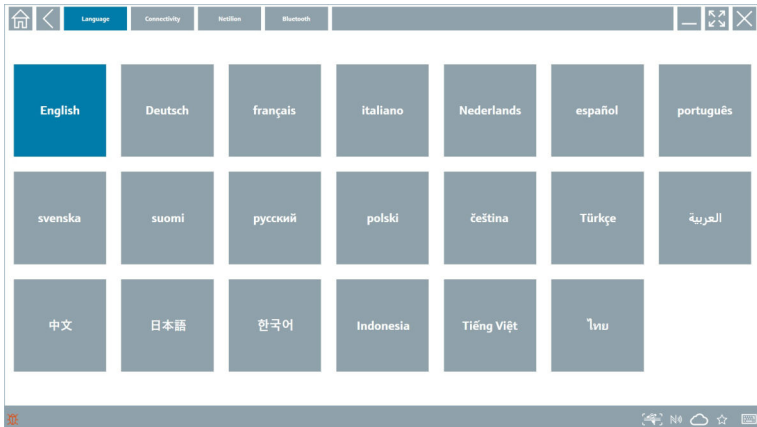 Language Connectivity Netilion Bluetooth
English Deutsch français italiano Nederlands español português
svenska suomi русский polski čeština Türkçe العربية
中文 日本語 한국어 Indonesia Tiếng Việt ไทย